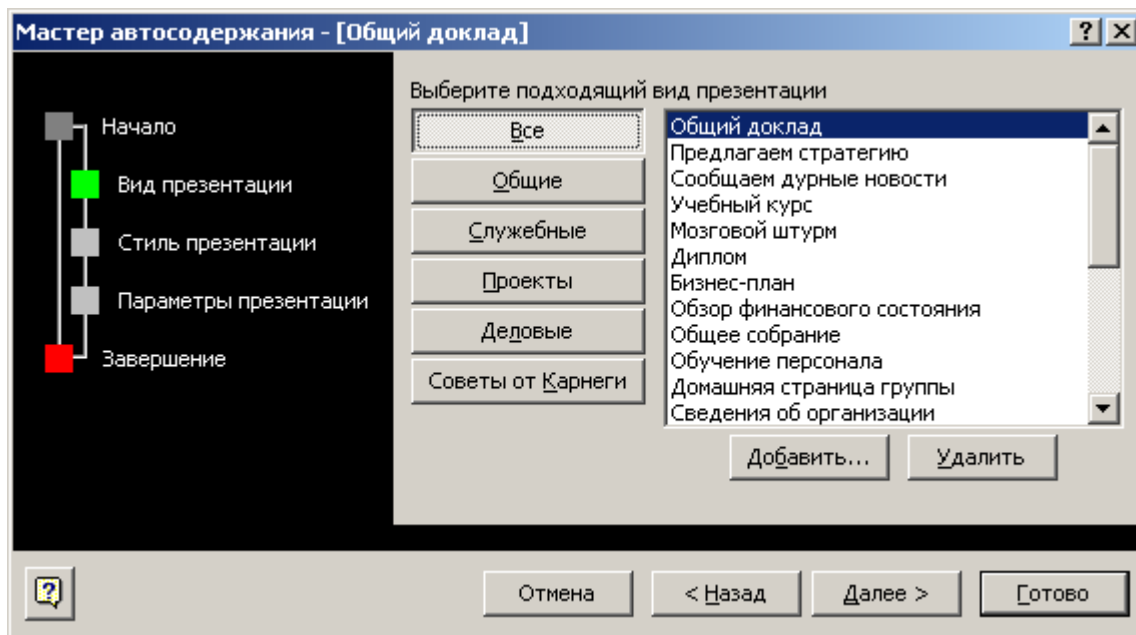 Мастер автосодержания - [Общий доклад]
Начало
Вид презентации
Стиль презентации
Параметры презентации
Завершение
Выберите подходящий вид презентации
Все
Общие
Служебные
Проекты
Деловые
Советы от Карнеги
Общий доклад
Предлагаем стратегию
Сообщаем дурные новости
Учебный курс
Мозговой штурм
Диплом
Бизнес-план
Обзор финансового состояния
Общее собрание
Обучение персонала
Домашняя страница группы
Сведения об организации
Добавить... Удалить
Отмена < Назад Далее > Готово